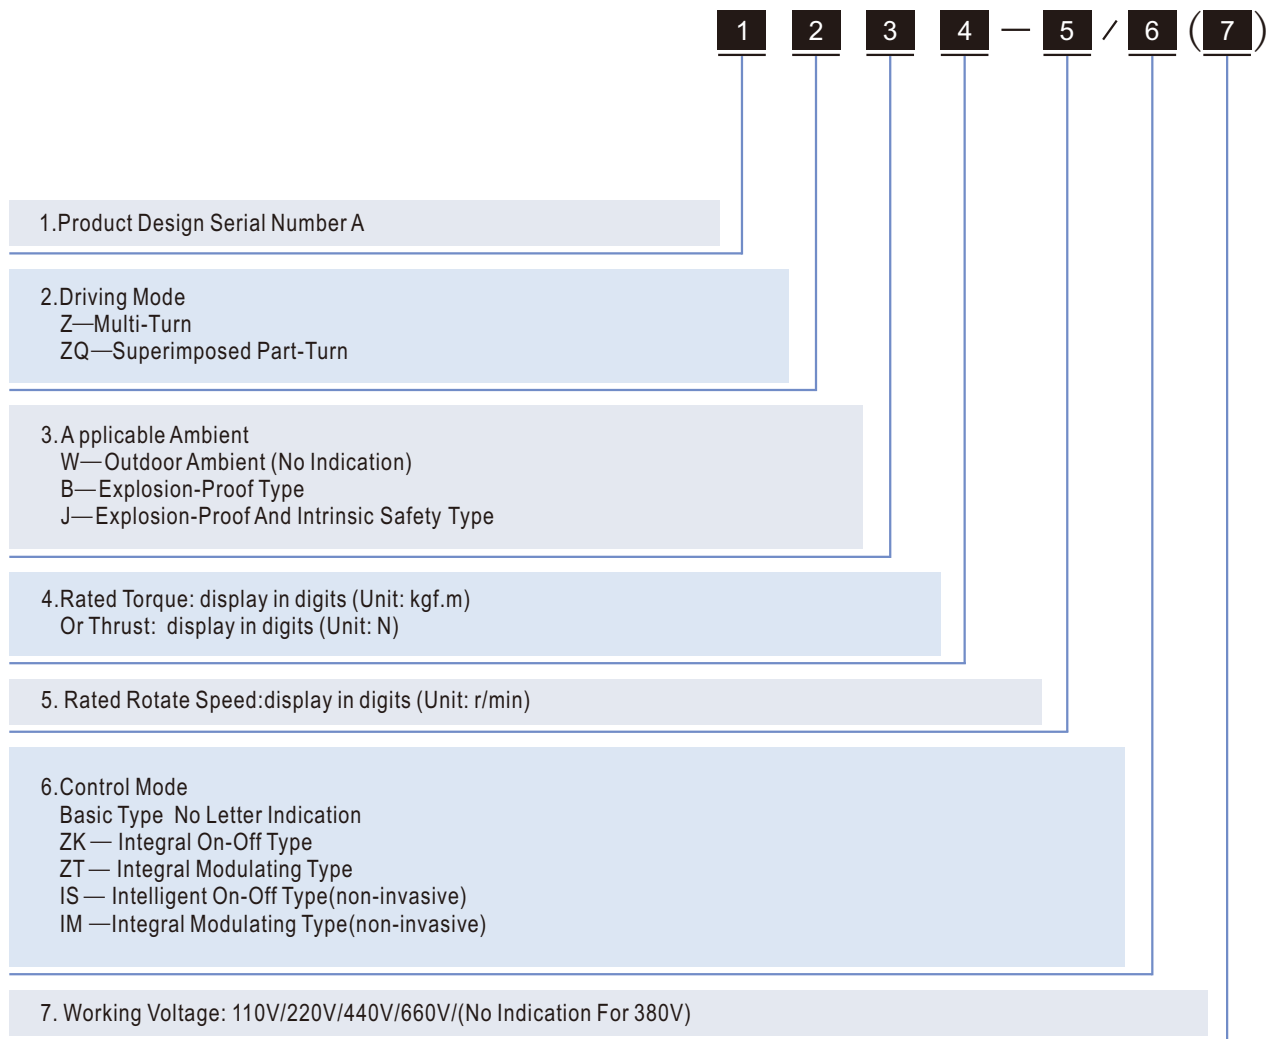 1 2 3 4 — 5 / 6 (7)
1.Product Design Serial Number A
2.Driving Mode
Z—Multi-Turn
ZQ—Superimposed Part-Turn
3.A pplicable Ambient
W—Outdoor Ambient (No Indication)
B—Explosion-Proof Type
J—Explosion-Proof And Intrinsic Safety Type
4.Rated Torque: display in digits (Unit: kgf.m)
Or Thrust: display in digits (Unit: N)
5. Rated Rotate Speed:display in digits (Unit: r/min)
6.Control Mode
Basic Type No Letter Indication
ZK — Integral On-Off Type
ZT — Integral Modulating Type
IS — Intelligent On-Off Type(non-invasive)
IM —Integral Modulating Type(non-invasive)
7. Working Voltage: 110V/220V/440V/660V/(No Indication For 380V)